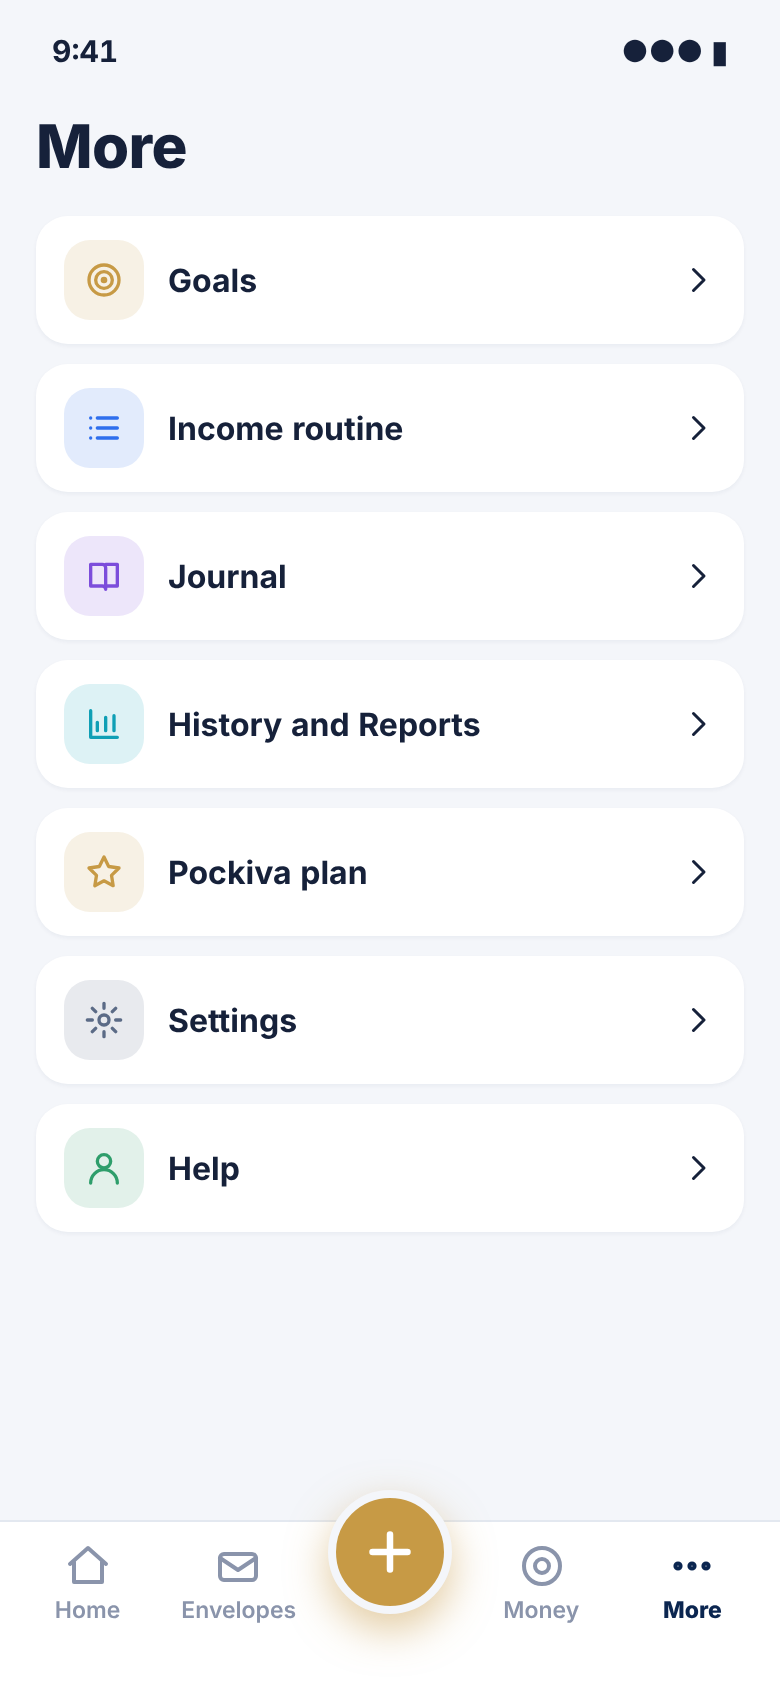 9:41
More
Goals
Income routine
Journal
History and Reports
Pockiva plan
Settings
Help
Home
Envelopes
Money
More